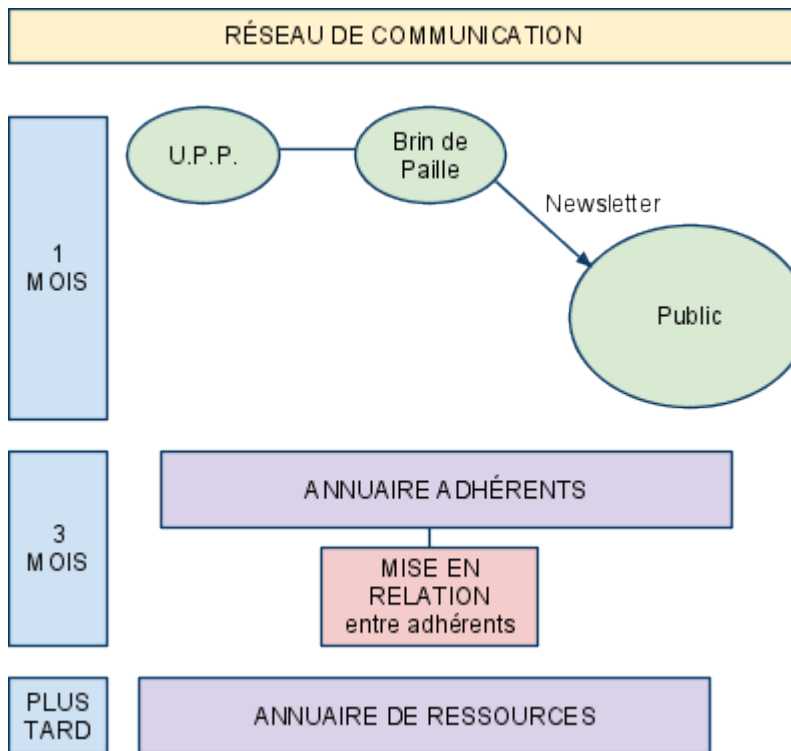 RÉSEAU DE COMMUNICATION
1
MOIS
U.P.P.
Brin de
Paille
Newsletter
Public
3
MOIS
ANNUAIRE ADHÉRENTS
MISE EN
RELATION
entre adhérents
PLUS
TARD
ANNUAIRE DE RESSOURCES